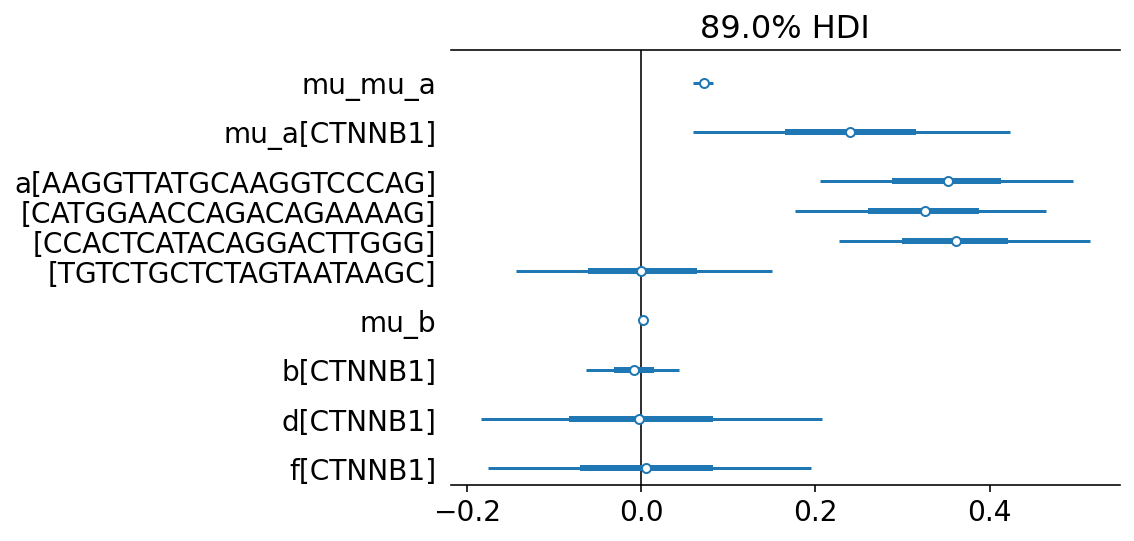 89.0% HDI
mu_mu_a
mu_a[CTNNB1]
a[AAGGTTATGCAAGGTCCCAG]
[CATGGAACCAGACAGAAAAG]
[CCACTCATACAGGACTTGGG]
[TGTCTGCTCTAGTAATAAGC]
mu_b
b[CTNNB1]
d[CTNNB1]
f[CTNNB1]
−0.2 0.0 0.2 0.4